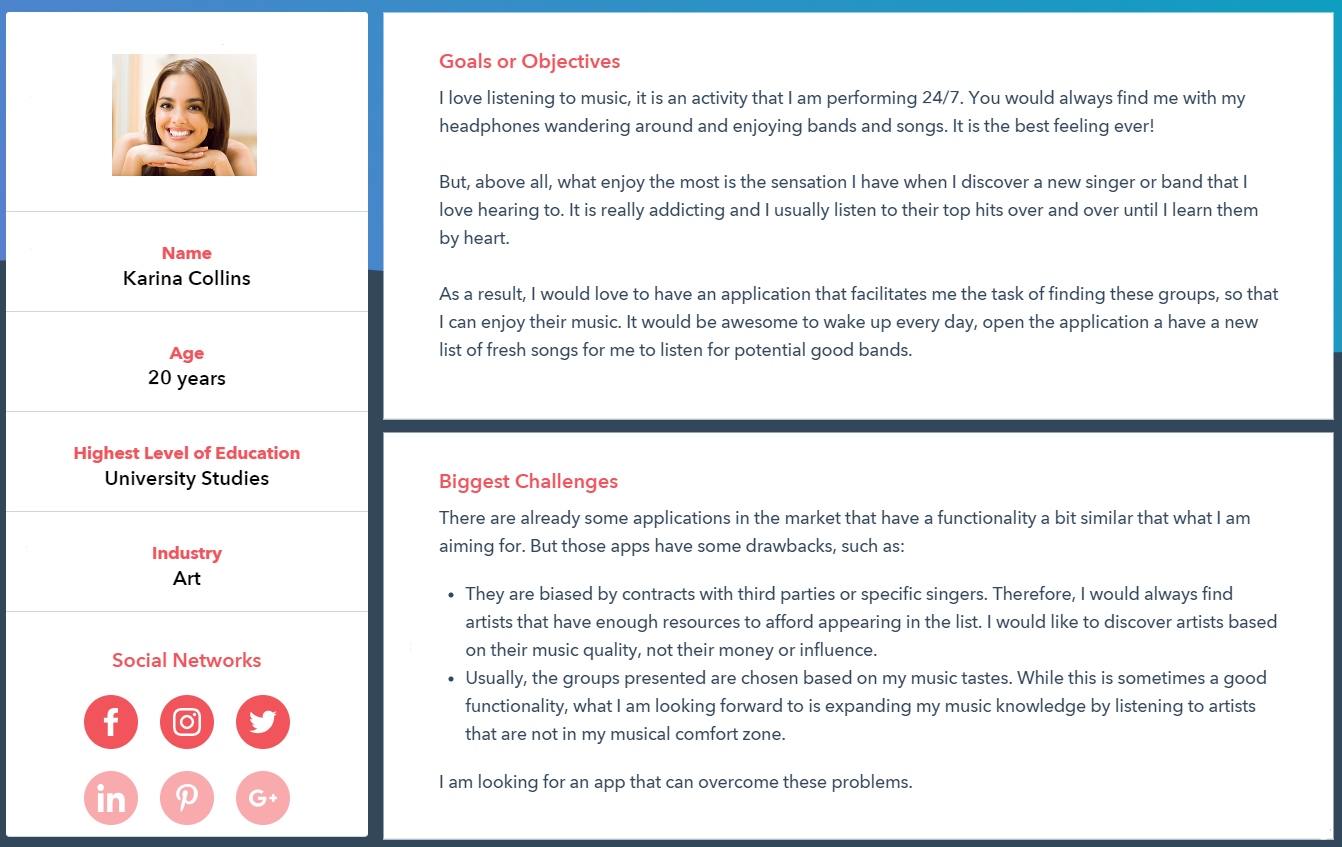 Name
Karina Collins
Age
20 years
Highest Level of Education
University Studies
Industry
Art
Social Networks
f
in
G+
Goals or Objectives
I love listening to music, it is an activity that I am performing 24/7. You would always find me with my
headphones wandering around and enjoying bands and songs. It is the best feeling ever!
But, above all, what enjoy the most is the sensation I have when I discover a new singer or band that I
love hearing to. It is really addicting and I usually listen to their top hits over and over until I learn them
by heart.
As a result, I would love to have an application that facilitates me the task of finding these groups, so that
I can enjoy their music. It would be awesome to wake up every day, open the application a have a new
list of fresh songs for me to listen for potential good bands.
Biggest Challenges
There are already some applications in the market that have a functionality a bit similar that what I am
aiming for. But those apps have some drawbacks, such as:
• They are biased by contracts with third parties or specific singers. Therefore, I would always find
artists that have enough resources to afford appearing in the list. I would like to discover artists based
on their music quality, not their money or influence.
• Usually, the groups presented are chosen based on my music tastes. While this is sometimes a good
functionality, what I am looking forward to is expanding my music knowledge by listening to artists
that are not in my musical comfort zone.
I am looking for an app that can overcome these problems.